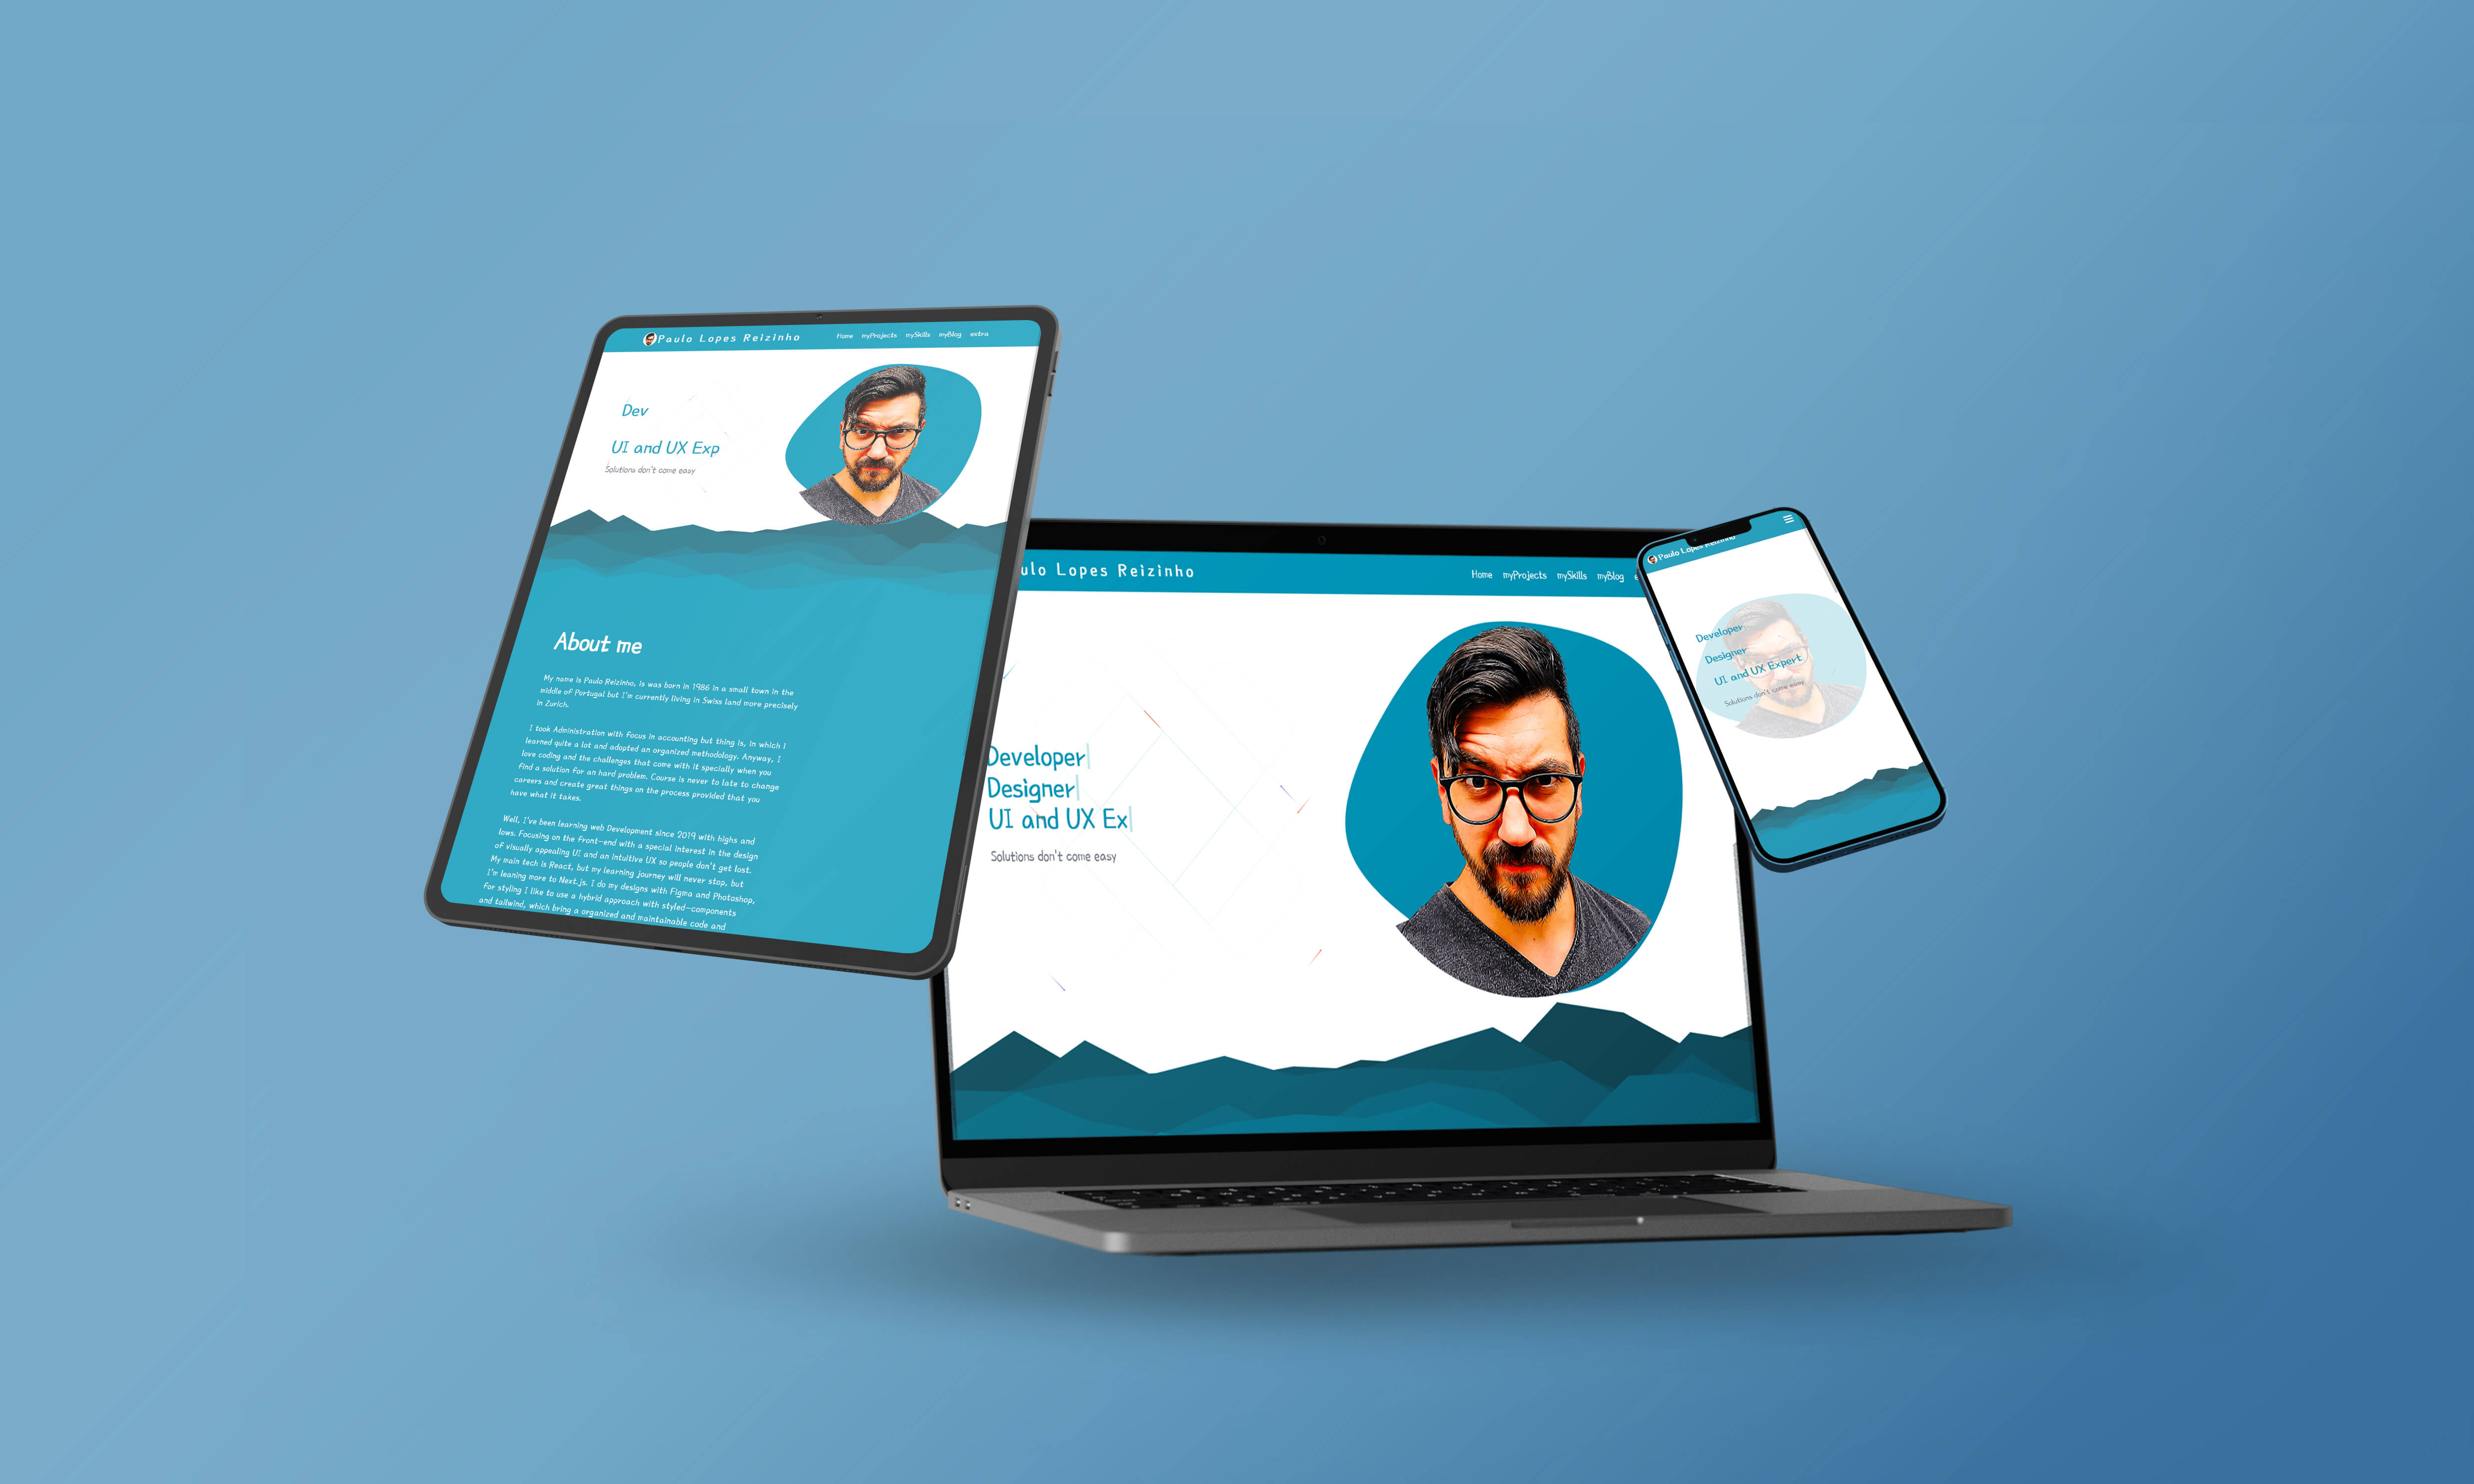 Paulo Lopes Reizinho
Home myProjects mySkills myBlog extra
Dev
UI and UX Exp
Solutions don't come easy
About me
My name is Paulo Reizinho, is was born in 1986 in a small town in the
middle of Portugal but I'm currently living in Swiss land more precisely
in Zurich.
I took Administration with Focus in accounting but thing is, in which I
learned quite a lot and adopted an organized methodology. Anyway, I
love coding and the challenges that come with it specially when you
find a solution for an hard problem. Course is never to late to change
careers and create great things on the process provided that you
have what it takes.
Well, I've been learning web Development since 2019 with highs and
lows. Focusing on the Front-end with a special interest in the design
of visually appealing UI and an intuitive UX so people don't get lost.
My main tech is React, but my learning journey will never stop, but
I'm leaning more to Next.js. I do my designs with Figma and Photoshop,
for styling I like to use a hybrid approach with styled-components
and tailwind, which bring a organized and maintainable code and
ulo Lopes Reizinho
Home myProjects mySkills myBlog e
Developer
Designer
UI and UX Ex
Solutions don't come easy
Paulo Lopes Reizinho
Developer
Designer
UI and UX Expert
Solutions don't come easy